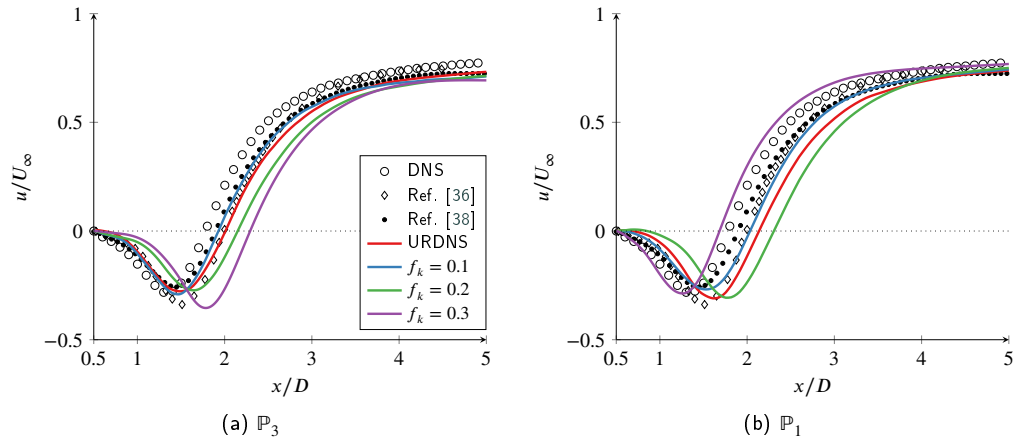 1
0.5
0
−0.5
u/U∞
0.5
1
2
3
4
5
x/D
DNS
Ref. [36]
Ref. [38]
URDNS
f_k = 0.1
f_k = 0.2
f_k = 0.3
(a) ℙ₃
1
0.5
0
−0.5
u/U∞
0.5
1
2
3
4
5
x/D
(b) ℙ₁